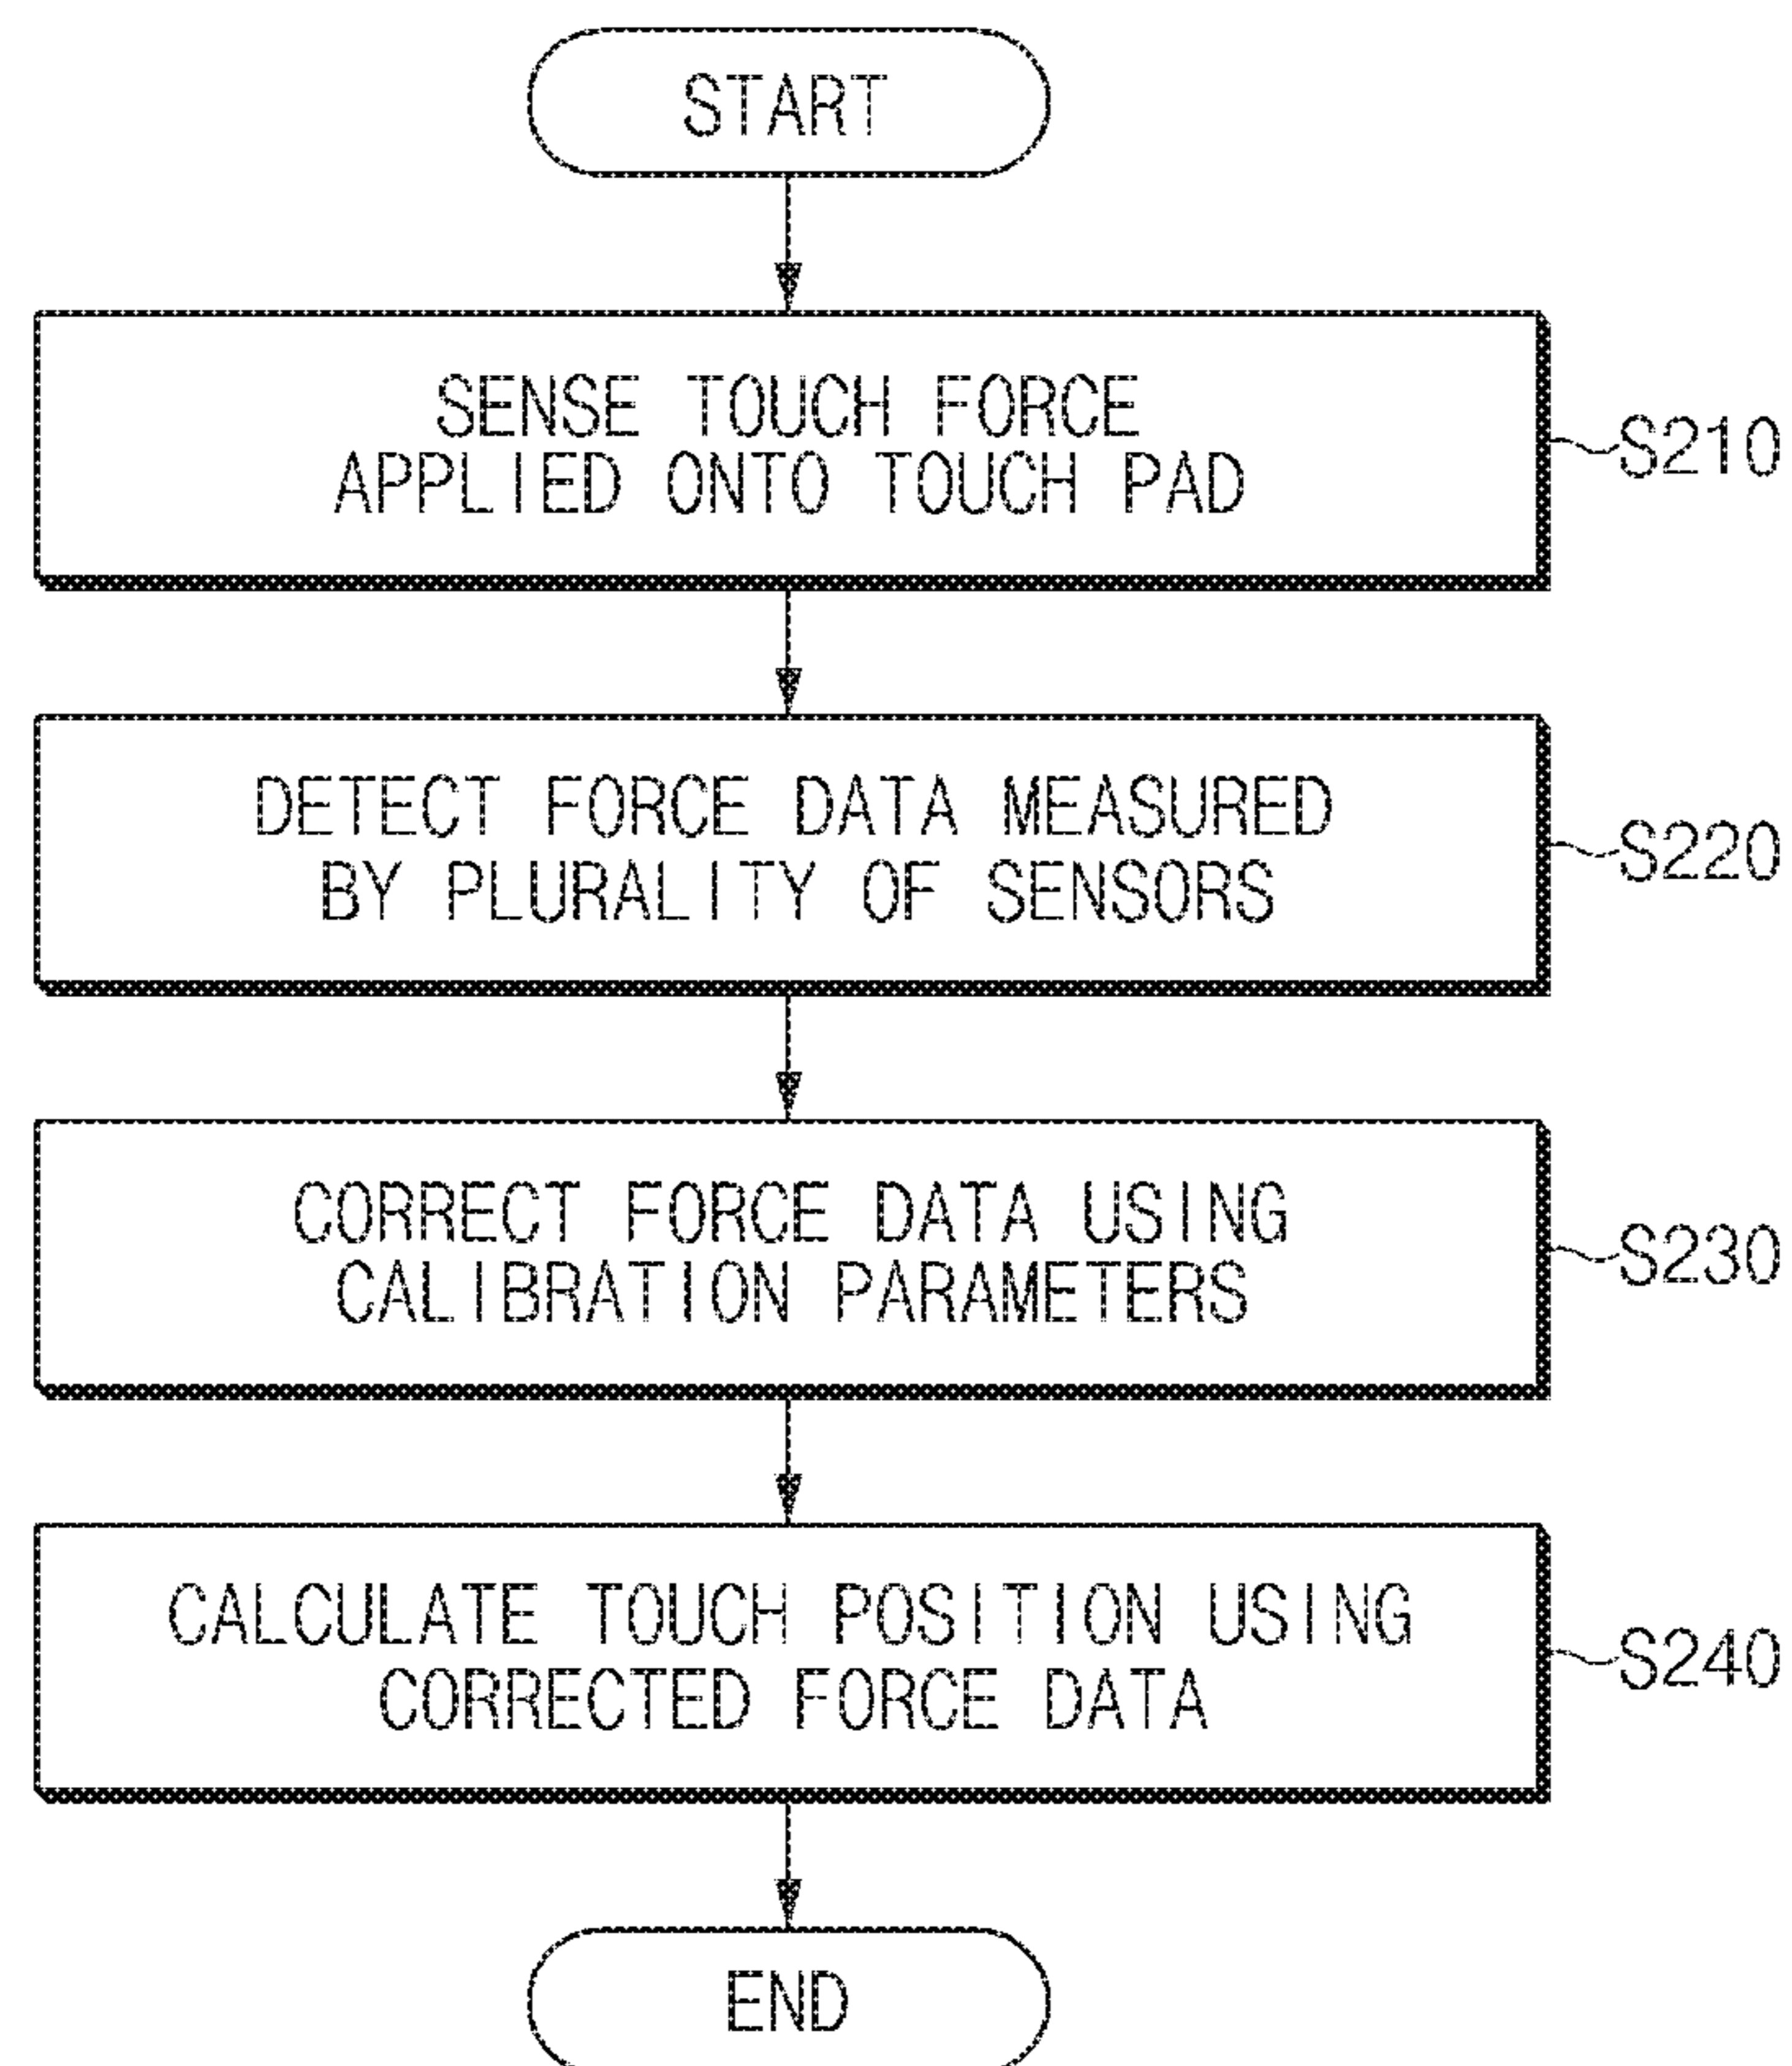 START
SENSE TOUCH FORCE
APPLIED ONTO TOUCH PAD
S210
DETECT FORCE DATA MEASURED
BY PLURALITY OF SENSORS
S220
CORRECT FORCE DATA USING
CALIBRATION PARAMETERS
S230
CALCULATE TOUCH POSITION USING
CORRECTED FORCE DATA
S240
END